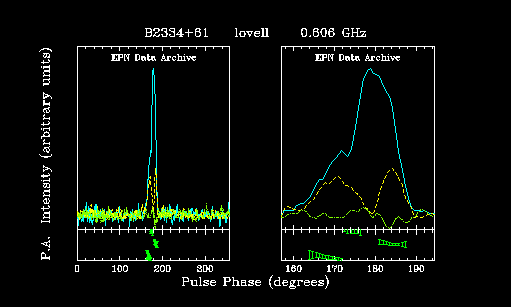 B2334+61 lovell 0.606 GHz
EPN Data Archive EPN Data Archive
P.A. Intensity (arbitrary units)
0 100 200 300 160 170 180 190
Pulse Phase (degrees)